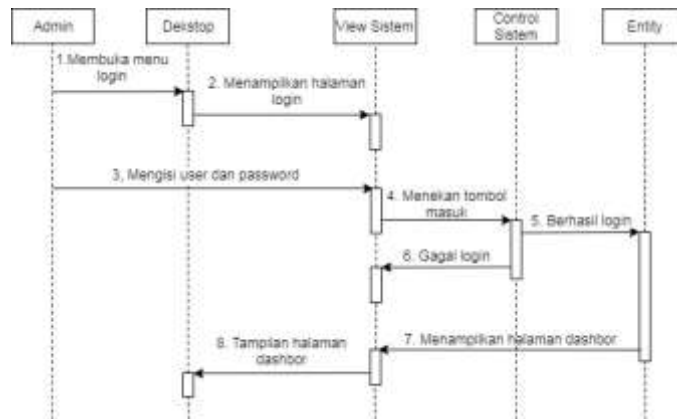 Admin
Dekstop
View Sistem
Control
Sistem
Entity
1.Membuka menu
login
2. Menampilkan halaman
login
3, Mengisi user dan password
4. Menekan tombol
masuk
5. Berhasil login
6. Gagal login
7. Menampilkan halaman dashbor
8. Tampilan halaman
dashbor